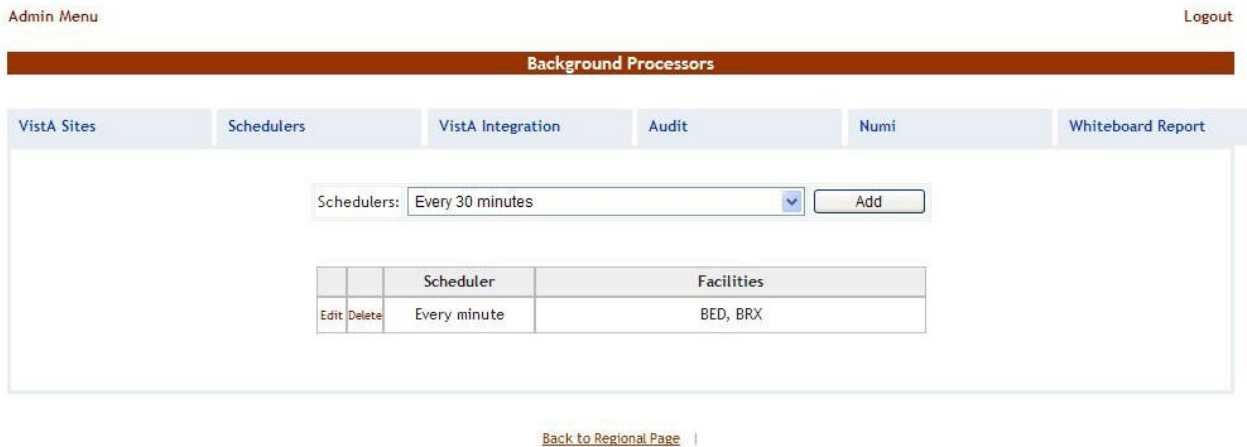 Admin Menu Logout
Background Processors
VistA Sites Schedulers VistA Integration Audit Numi Whiteboard Report
Schedulers: Every 30 minutes Add
Scheduler Facilities
Edit Delete Every minute BED, BRX
Back to Regional Page |